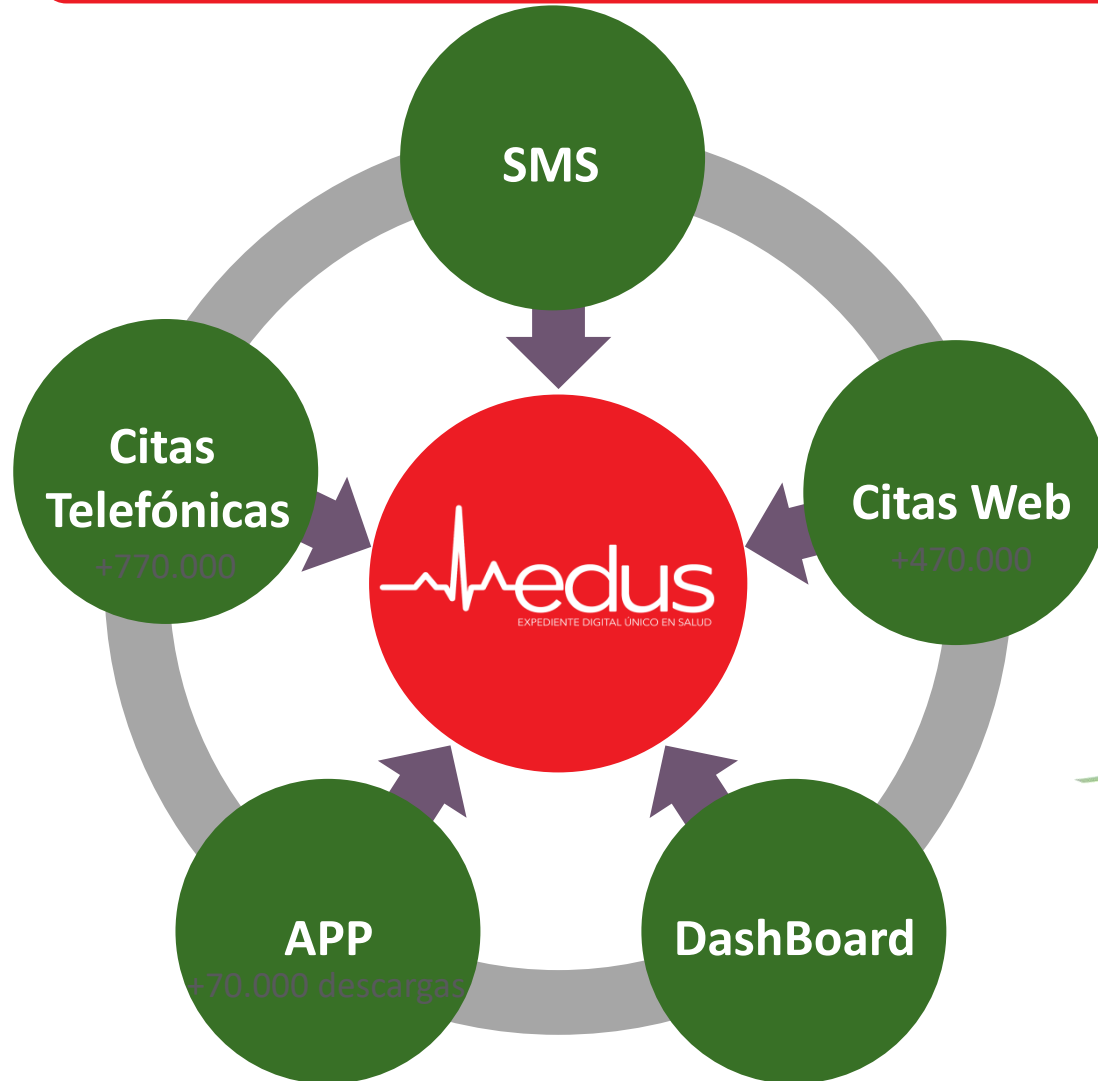 SMS
Citas
Telefónicas
+770.000
Citas Web
+470.000
edus
EXPEDIENTE DIGITAL ÚNICO EN SALUD
APP
+70.000 descargas
DashBoard